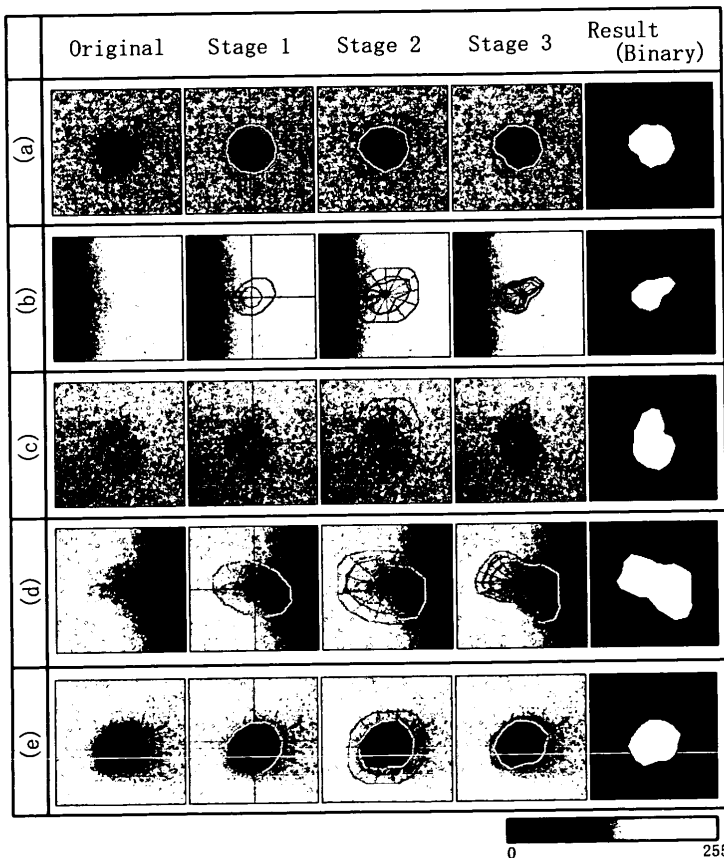 Original Stage 1 Stage 2 Stage 3 Result (Binary)
(a)
(b)
(c)
(d)
(e)
0 255